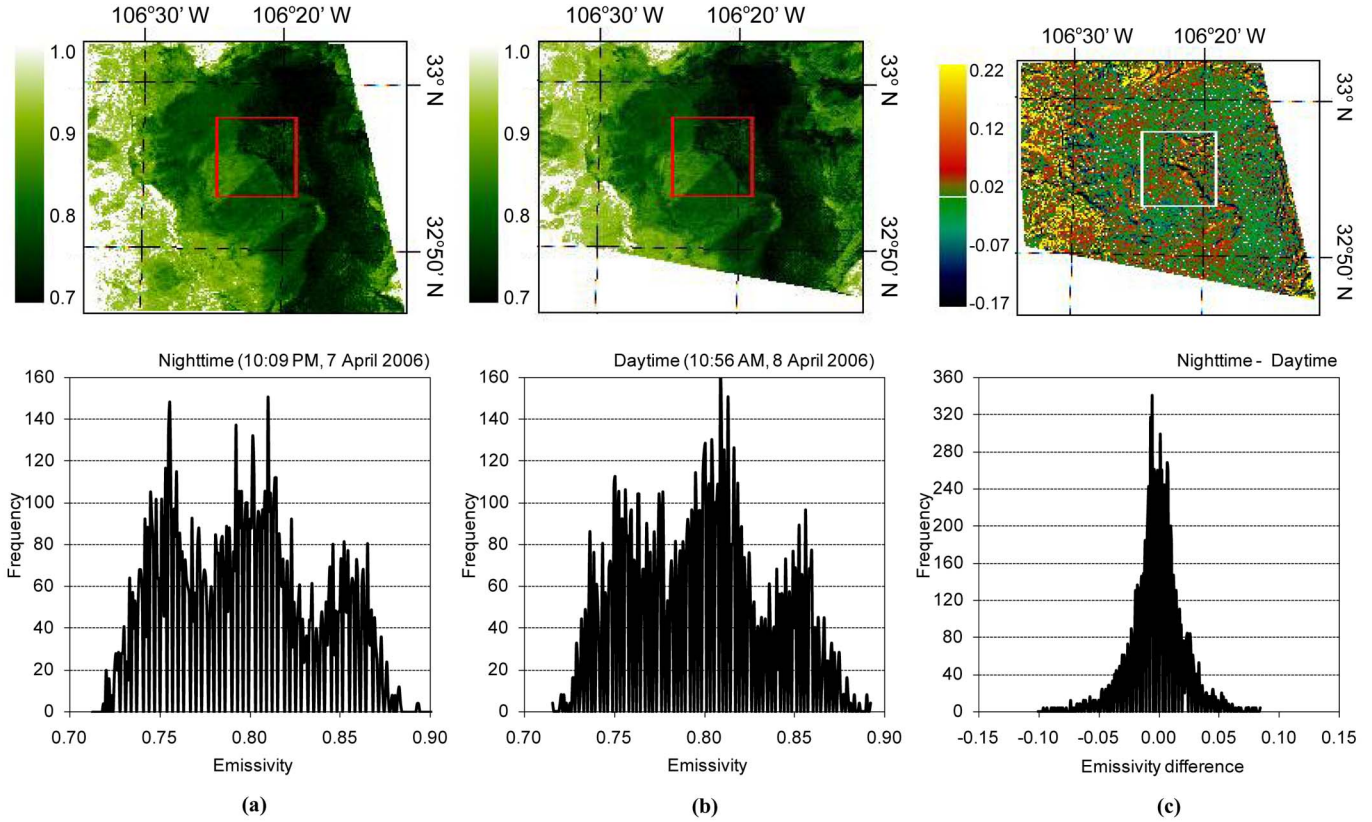 106°30' W 106°20' W
106°30' W 106°20' W
106°30' W 106°20' W
1.0
0.9
0.8
0.7
33° N
32°50' N
1.0
0.9
0.8
0.7
33° N
32°50' N
0.22
0.12
0.02
-0.07
-0.17
33° N
32°50' N
Nighttime (10:09 PM, 7 April 2006)
160
140
120
100
80
60
40
20
0
Frequency
0.70 0.75 0.80 0.85 0.90
Emissivity
(a)
Daytime (10:56 AM, 8 April 2006)
160
140
120
100
80
60
40
20
0
Frequency
0.70 0.75 0.80 0.85 0.90
Emissivity
(b)
Nighttime - Daytime
360
320
280
240
200
160
120
80
40
0
Frequency
-0.15 -0.10 -0.05 0.00 0.05 0.10 0.15
Emissivity difference
(c)